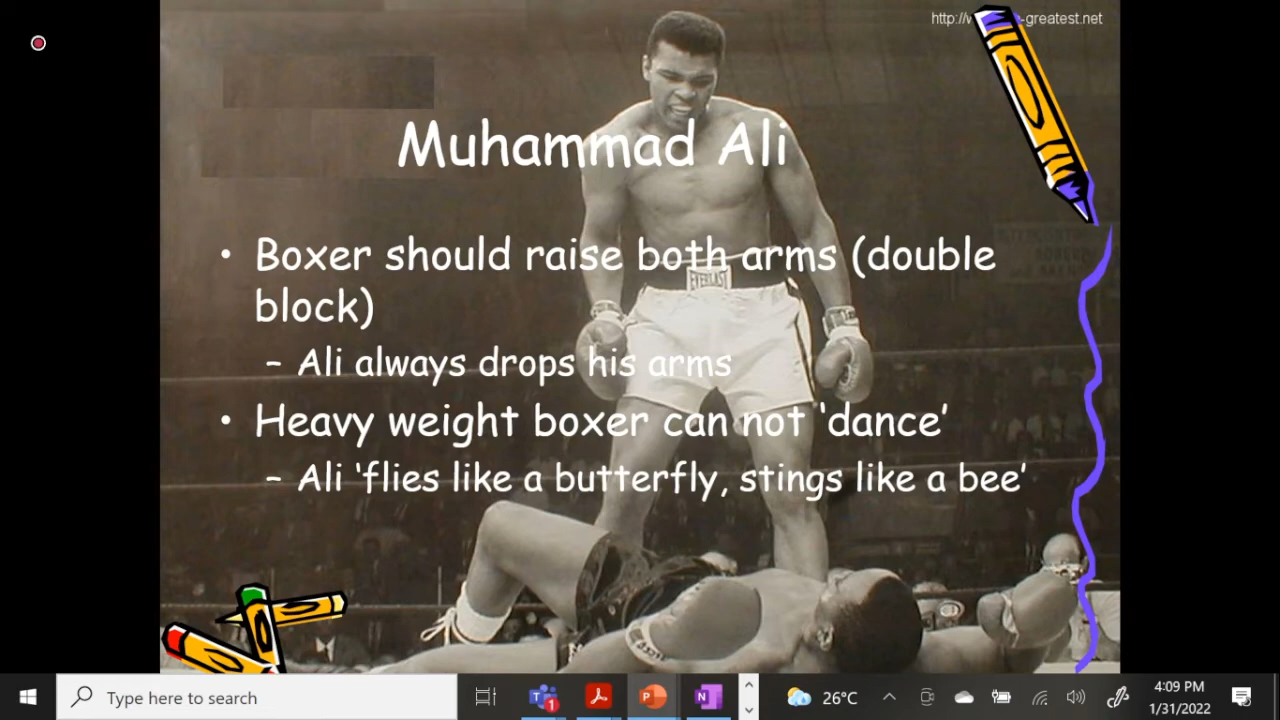 http://w -greatest.net
Muhammad Ali
• Boxer should raise both arms (double
block)
– Ali always drops his arms
• Heavy weight boxer can not ‘dance’
– Ali ‘flies like a butterfly, stings like a bee’
EVERLAST
Type here to search
1
26°C
4:09 PM
1/31/2022